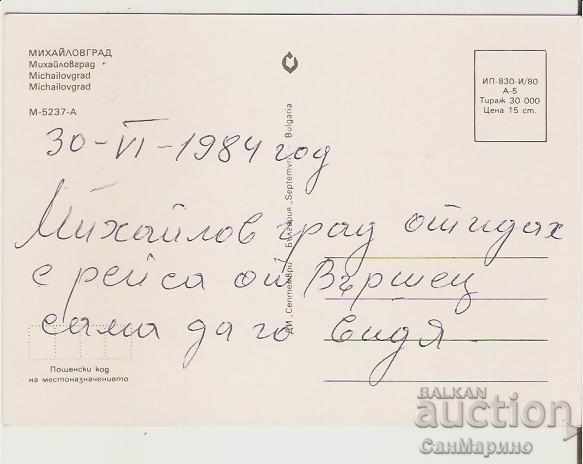 МИХАЙЛОВГРАД
Михайловград
Michailovgrad
Michailovgrad
М-5237-А
ИП-830-И/80
А-5
Тираж 30 000
Цена 15 ст.
30-VI-1984 год
Михайловград отидах
с рейса от Вършец
сама да го видя
ДИ „Септември" България „Septemvri" Bulgaria
Пощенски код
на местоназначението
BALKAN
auction
СанМарино